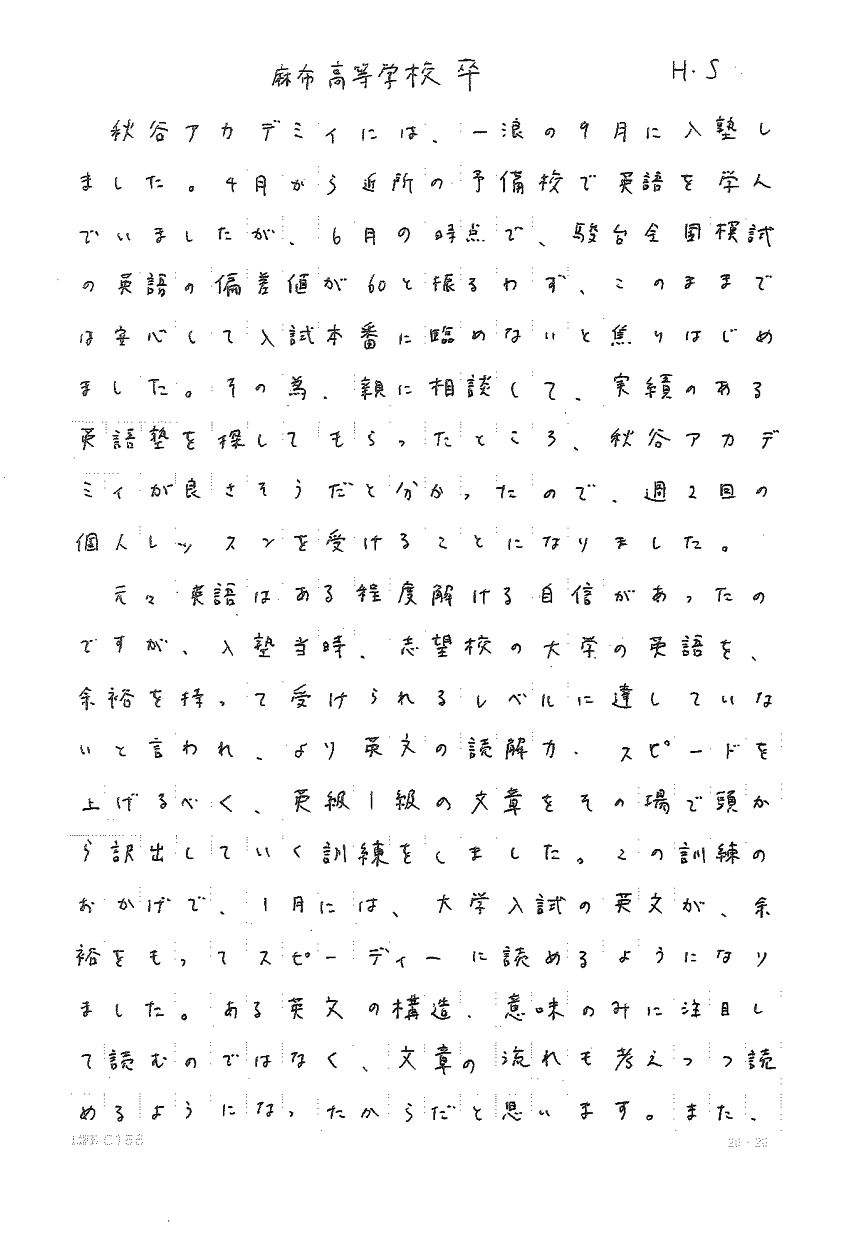 麻布高等学校 卒 H.S
秋谷アカデミィには、一浪の9月に入塾し
ました。4月から近所の予備校で英語を学ん
でいましたが、6月の時点で、駿台全国模試
の英語の偏差値が60と振るわず、このままで
は安心して入試本番に臨めないと焦りはじめ
ました。その為、親に相談して、実績のある
英語塾を探してもらったところ、秋谷アカデ
ミィが良さそうだと分かったので、週2回の
個人レッスンを受けることになりました。
元々英語はある程度解ける自信があったの
ですが、入塾当時、志望校の大学の英語を、
余裕を持って受けられるレベルに達していな
いと言われ、より英文の読解力・スピードを
上げるべく、英級1級の文章をその場で頭か
ら訳出していく訓練をしました。この訓練の
おかげで、1月には、大学入試の英文が、余
裕をもってスピーディーに読めるようになり
ました。ある英文の構造、意味のみに注目し
て読むのではなく、文章の流れも考えつつ読
めるようになったからだと思います。また、
LIFE C156 20×20